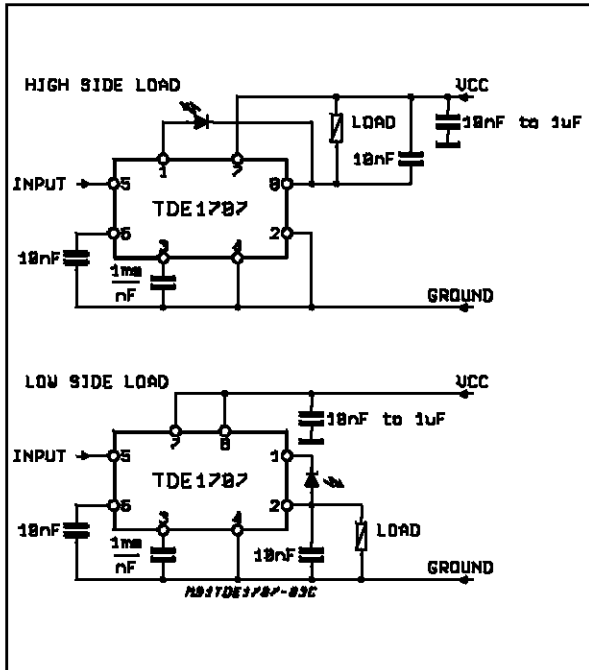 HIGH SIDE LOAD
VCC
LOAD
10nF to 1uF
10nF
1
7
INPUT
5
8
TDE1707
6
2
10nF
3
4
1ms
nF
GROUND
LOW SIDE LOAD
VCC
10nF to 1uF
7
8
INPUT
5
1
TDE1707
6
2
10nF
3
4
1ms
nF
10nF
LOAD
GROUND
M93TDE1707-03C